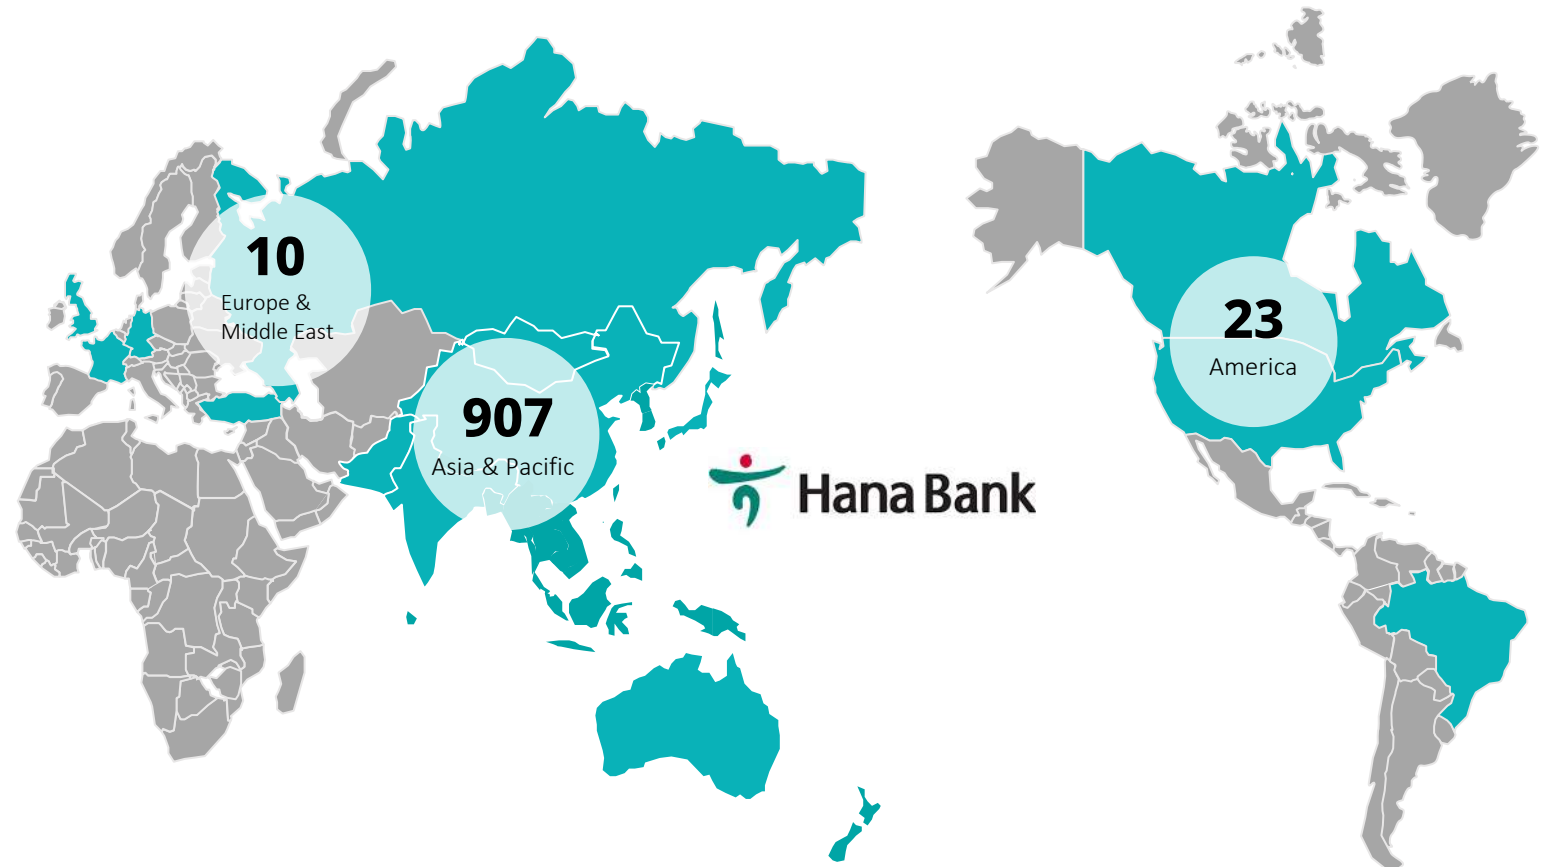 10
Europe &
Middle East
907
Asia & Pacific
Hana Bank
23
America